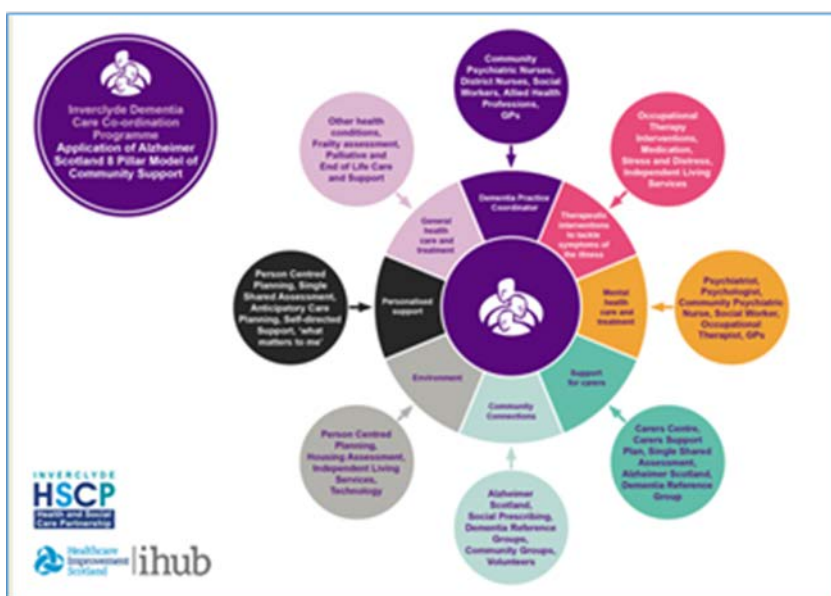 Inverclyde Dementia
Care Co-ordination
Programme
Application of Alzheimer
Scotland 8 Pillar Model of
Community Support
Community
Psychiatric Nurses,
District Nurses, Social
Workers, Allied Health
Professions,
GPs
Occupational
Therapy
Interventions,
Medication,
Stress and Distress,
Independent Living
Services
Psychiatrist,
Psychologist,
Community Psychiatric
Nurse, Social Worker,
Occupational
Therapist, GPs
Carers Centre,
Carers Support
Plan, Single Shared
Assessment,
Alzheimer Scotland,
Dementia Reference
Group
Alzheimer
Scotland,
Social Prescribing,
Dementia Reference
Groups,
Community Groups,
Volunteers
Person Centred
Planning,
Housing Assessment,
Independent Living
Services,
Technology
Person Centred
Planning, Single
Shared Assessment,
Anticipatory Care
Planning, Self-directed
Support, 'what
matters to me'
Other health
conditions,
Frailty assessment,
Palliative and
End of Life Care
and Support
Dementia Practice
Coordinator
Therapeutic
interventions
to tackle
symptoms of
the illness
Mental
health
care and
treatment
Support
for carers
Community
Connections
Environment
Personalised
support
General
health
care and
treatment
INVERCLYDE
HSCP
Health and Social
Care Partnership
Healthcare
Improvement
Scotland
ihub